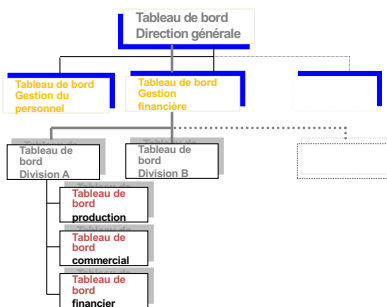 Tableau de bord
Direction générale
Tableau de bord
Gestion du
personnel
Tableau de bord
Gestion
financière
Tableau de
bord
Division A
Tableau de
bord
Division B
Tableau de
bord
production
Tableau de
bord
commercial
Tableau de
bord
financier